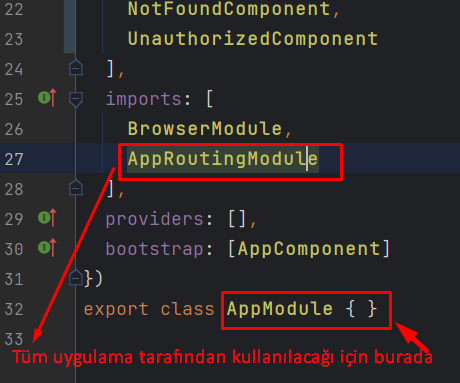 22 NotFoundComponent,
23 UnauthorizedComponent
24 ],
25 imports: [
26 BrowserModule,
27 AppRoutingModule
28 ],
29 providers: [],
30 bootstrap: [AppComponent]
31 })
32 export class AppModule { }
33
Tüm uygulama tarafından kullanılacağı için burada